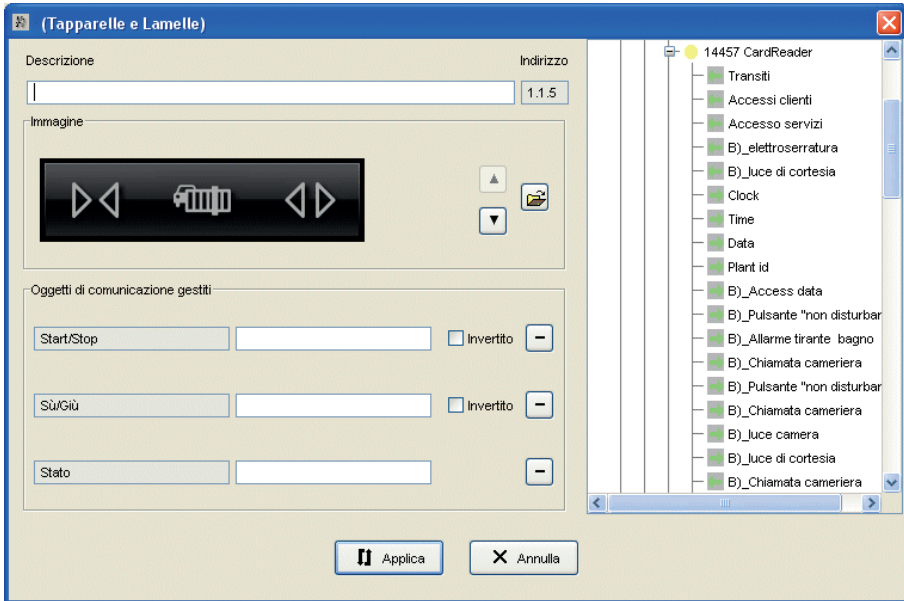 (Tapparelle e Lamelle)
Descrizione
Indirizzo
1.1.5
Immagine
Oggetti di comunicazione gestiti
Start/Stop
Invertito
Sù/Giù
Invertito
Stato
14457 CardReader
Transiti
Accessi clienti
Accesso servizi
B)_elettroserratura
B)_luce di cortesia
Clock
Time
Data
Plant id
B)_Access data
B)_Pulsante "non disturbar
B)_Allarme tirante bagno
B)_Chiamata cameriera
B)_Pulsante "non disturbar
B)_Chiamata cameriera
B)_luce camera
B)_luce di cortesia
B)_Chiamata cameriera
Applica
Annulla